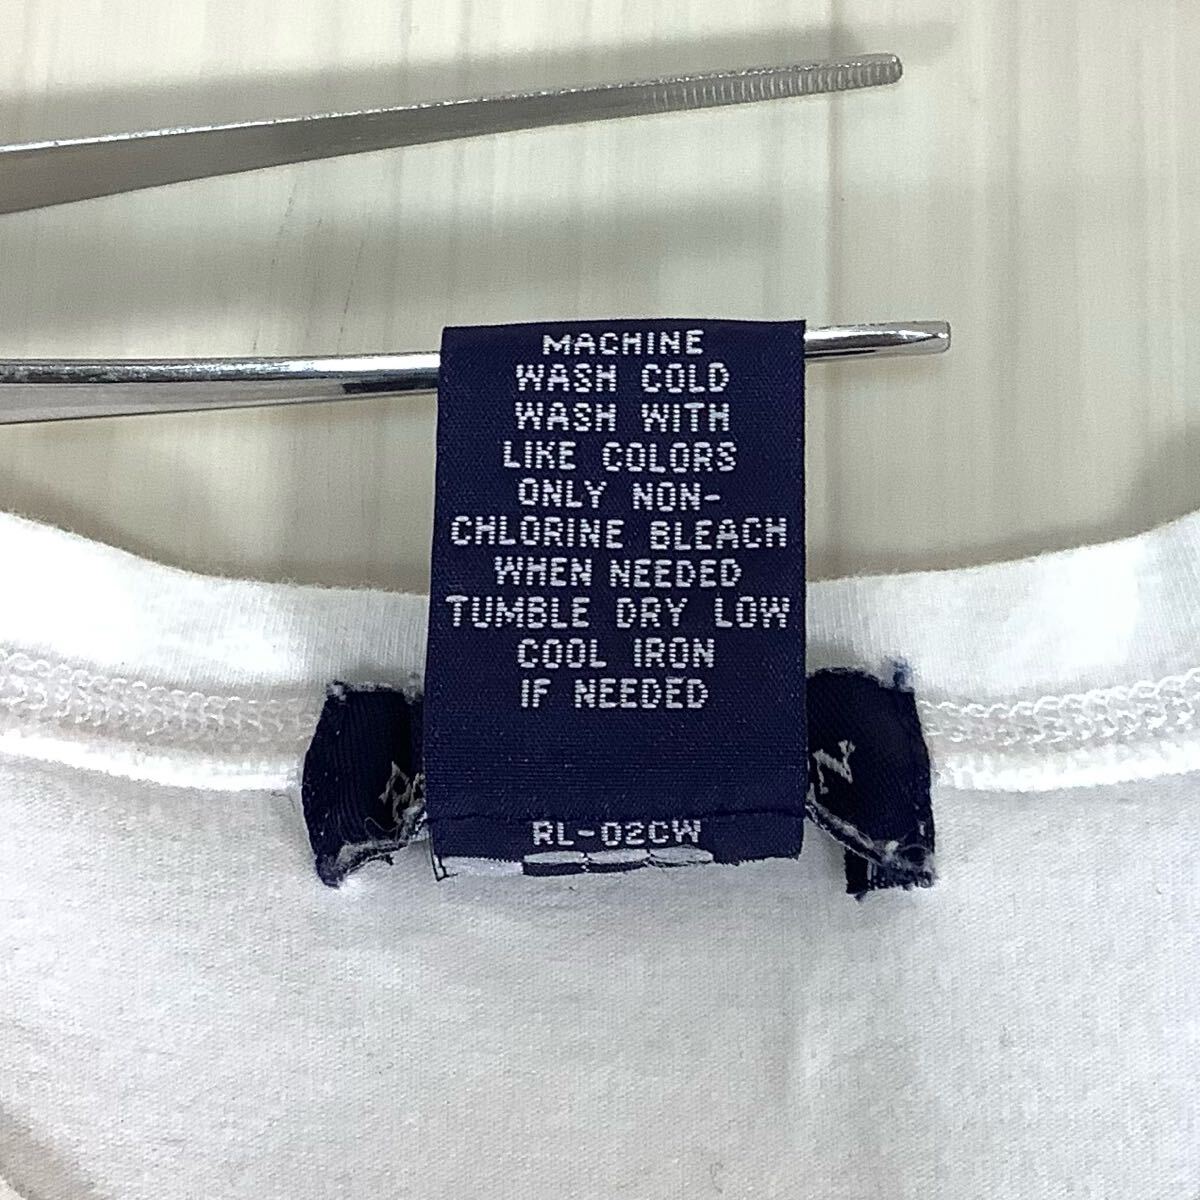 MACHINE
WASH COLD
WASH WITH
LIKE COLORS
ONLY NON-
CHLORINE BLEACH
WHEN NEEDED
TUMBLE DRY LOW
COOL IRON
IF NEEDED
RL-02CW